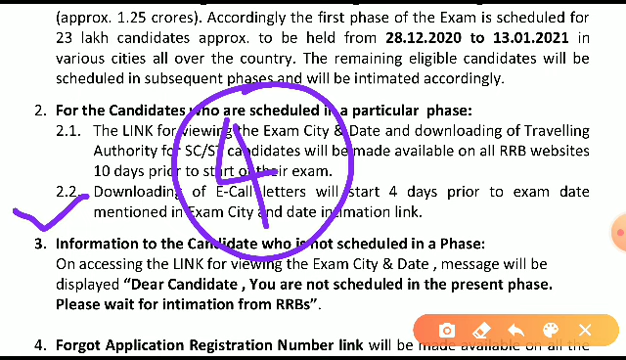 (approx. 1.25 crores). Accordingly the first phase of the Exam is scheduled for
23 lakh candidates approx. to be held from 28.12.2020 to 13.01.2021 in
various cities all over the country. The remaining eligible candidates will be
scheduled in subsequent phases and will be intimated accordingly.
2. For the Candidates who are scheduled in a particular phase:
2.1. The LINK for viewing the Exam City & Date and downloading of Travelling
Authority for SC/ST candidates will be made available on all RRB websites
10 days prior to start of their exam.
2.2. Downloading of E-Call letters will start 4 days prior to exam date
mentioned in Exam City and date intimation link.
4
3. Information to the Candidate who is not scheduled in a Phase:
On accessing the LINK for viewing the Exam City & Date , message will be
displayed “Dear Candidate , You are not scheduled in the present phase.
Please wait for intimation from RRBs”.
4. Forgot Application Registration Number link will be made available on all the